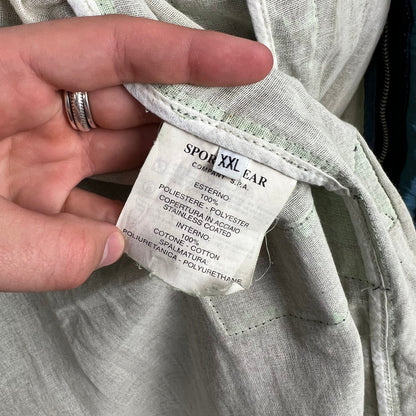 SPOR XXL EAR
COMPANY S.P.A.
ESTERNO:
100%
POLIESTERE - POLYESTER
COPERTURA IN ACCIAIO
STAINLESS COATED
INTERNO:
100%
COTONE - COTTON
SPALMATURA:
POLIURETANICA - POLYURETHANE